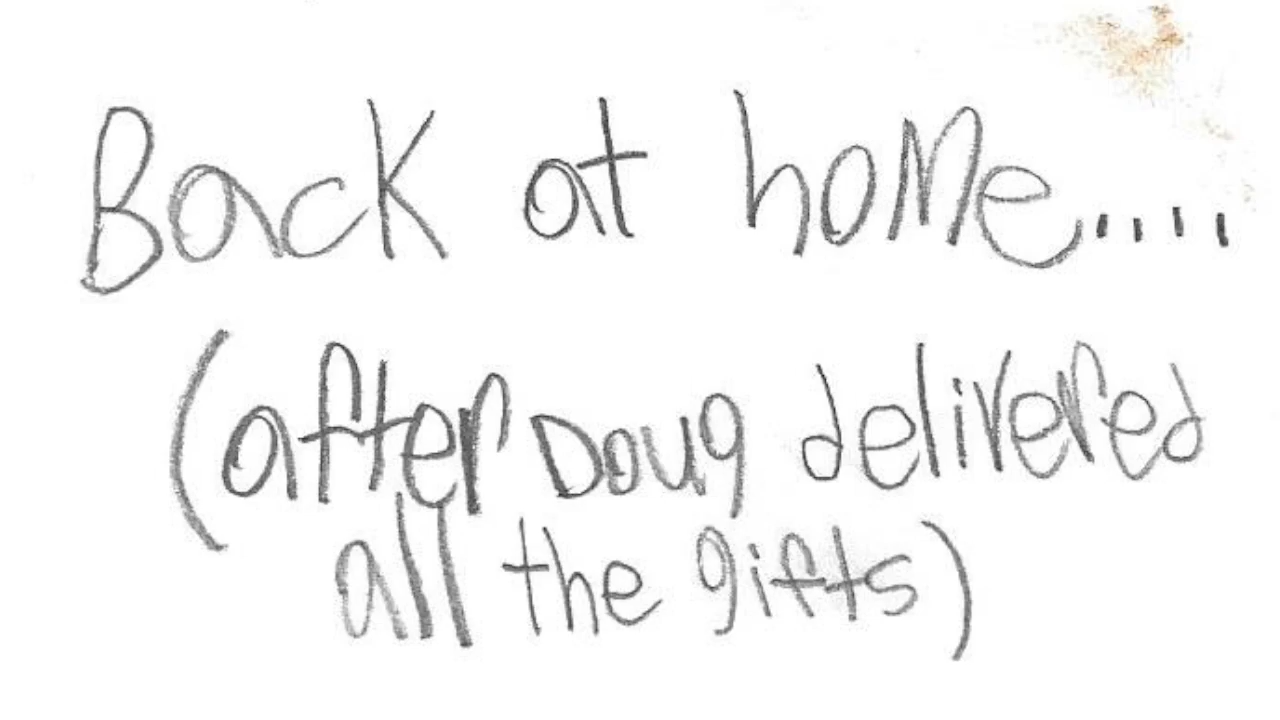 Back at home....
(after Doug delivered
all the gifts)